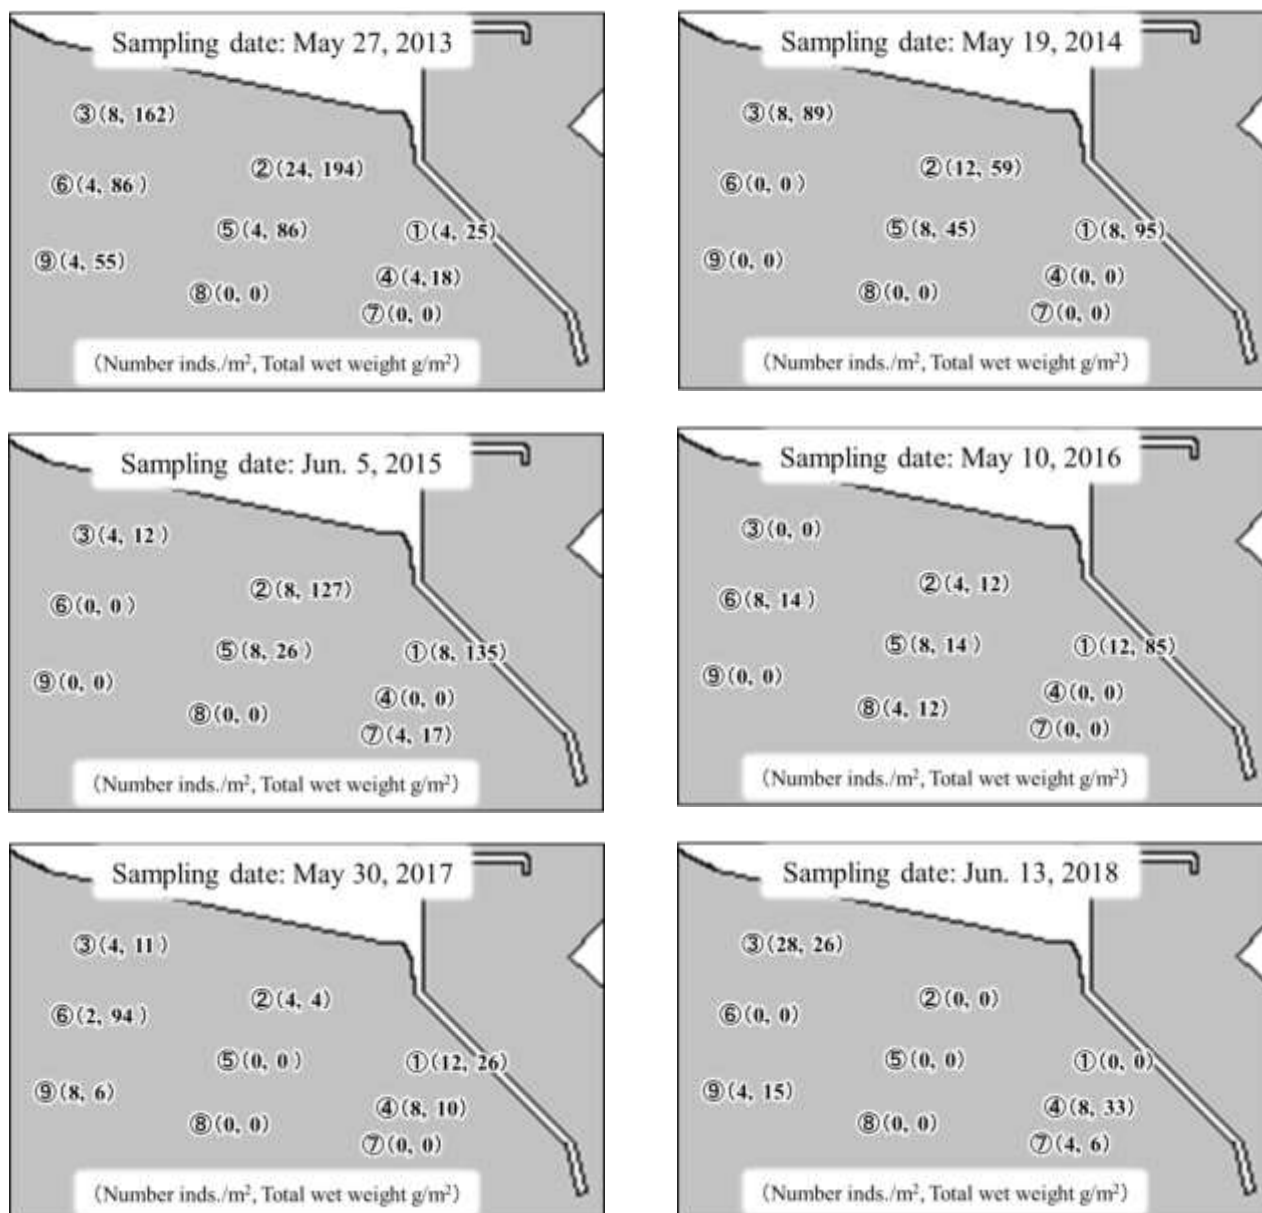 Sampling date: May 27, 2013
③(8, 162)
②(24, 194)
⑥(4, 86 )
⑤(4, 86)
①(4, 25)
⑨(4, 55)
④(4,18)
⑧(0, 0)
⑦(0, 0)
(Number inds./m², Total wet weight g/m²)
Sampling date: May 19, 2014
③(8, 89)
②(12, 59)
⑥(0, 0)
⑤(8, 45)
①(8, 95)
⑨(0, 0)
④(0, 0)
⑧(0, 0)
⑦(0, 0)
(Number inds./m², Total wet weight g/m²)
Sampling date: Jun. 5, 2015
③(4, 12)
②(8, 127)
⑥(0, 0 )
⑤(8, 26)
①(8, 135)
⑨(0, 0)
④(0, 0)
⑧(0, 0)
⑦(4, 17)
(Number inds./m², Total wet weight g/m²)
Sampling date: May 10, 2016
③(0, 0)
②(4, 12)
⑥(8, 14)
⑤(8, 14 )
①(12, 85)
⑨(0, 0)
④(0, 0)
⑧(4, 12)
⑦(0, 0)
(Number inds./m², Total wet weight g/m²)
Sampling date: May 30, 2017
③(4, 11)
②(4, 4)
⑥(2, 94 )
⑤(0, 0 )
①(12, 26)
⑨(8, 6)
④(8, 10)
⑧(0, 0)
⑦(0, 0)
(Number inds./m², Total wet weight g/m²)
Sampling date: Jun. 13, 2018
③(28, 26)
②(0, 0)
⑥(0, 0)
⑤(0, 0)
①(0, 0)
⑨(4, 15)
④(8, 33)
⑧(0, 0)
⑦(4, 6)
(Number inds./m², Total wet weight g/m²)